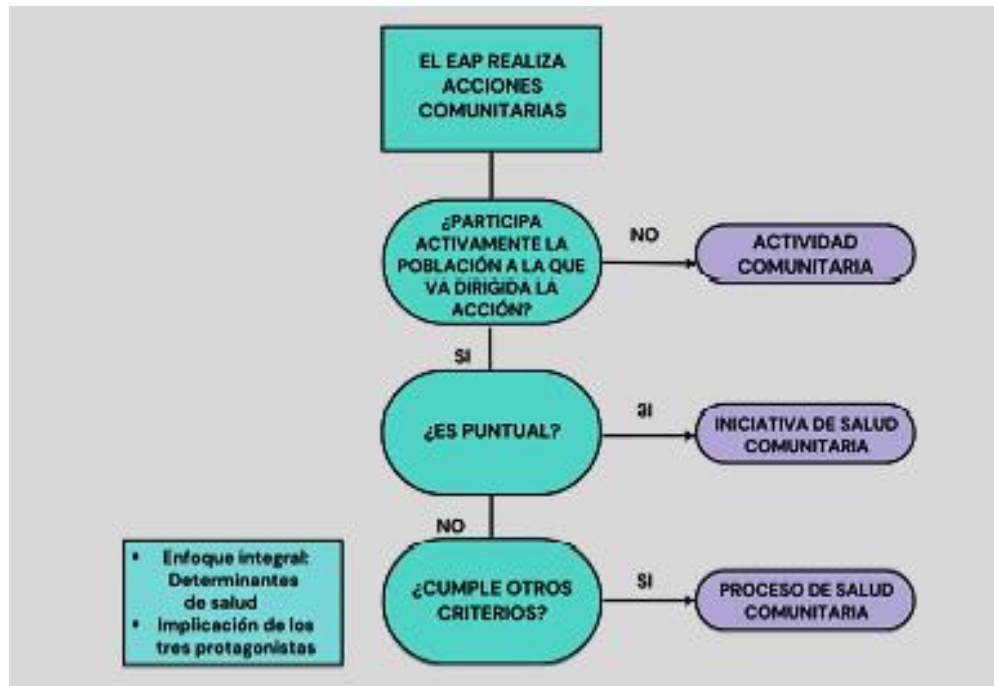 EL EAP REALIZA
ACCIONES
COMUNITARIAS
¿PARTICIPA
ACTIVAMENTE LA
POBLACIÓN A LA QUE
VA DIRIGIDA LA
ACCIÓN?
NO
ACTIVIDAD
COMUNITARIA
SI
¿ES PUNTUAL?
SI
INICIATIVA DE SALUD
COMUNITARIA
NO
• Enfoque integral:
Determinantes
de salud
• Implicación de los
tres protagonistas
¿CUMPLE OTROS
CRITERIOS?
SI
PROCESO DE SALUD
COMUNITARIA